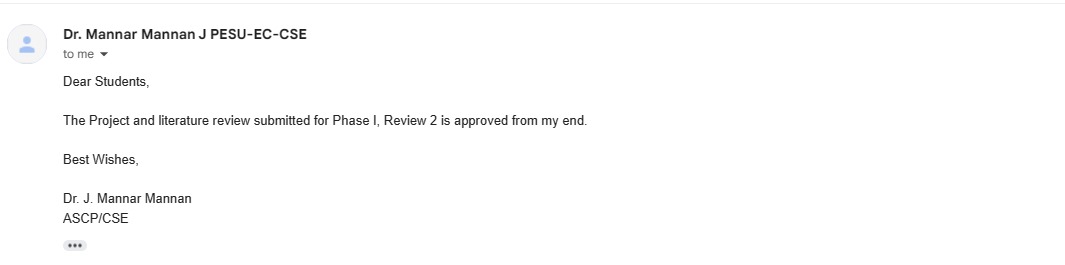 Dr. Mannar Mannan J PESU-EC-CSE
to me
Dear Students,
The Project and literature review submitted for Phase I, Review 2 is approved from my end.
Best Wishes,
Dr. J. Mannar Mannan
ASCP/CSE